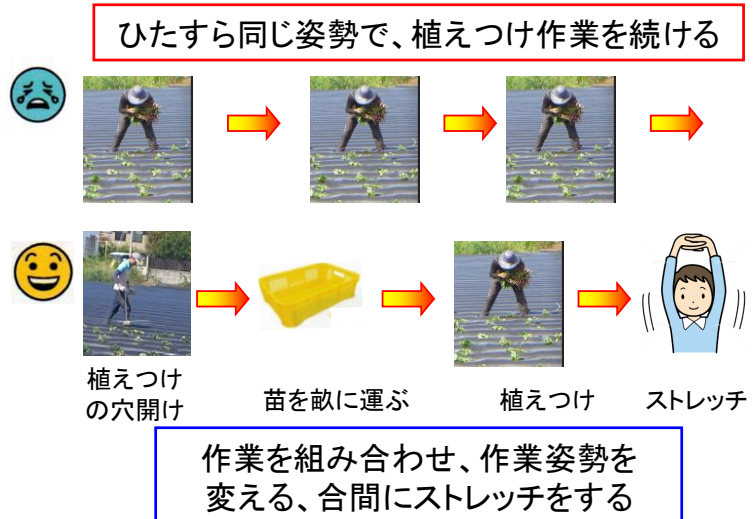 ひたすら同じ姿勢で、植えつけ作業を続ける
植えつけ
の穴開け
苗を畝に運ぶ
植えつけ
ストレッチ
作業を組み合わせ、作業姿勢を
変える、合間にストレッチをする